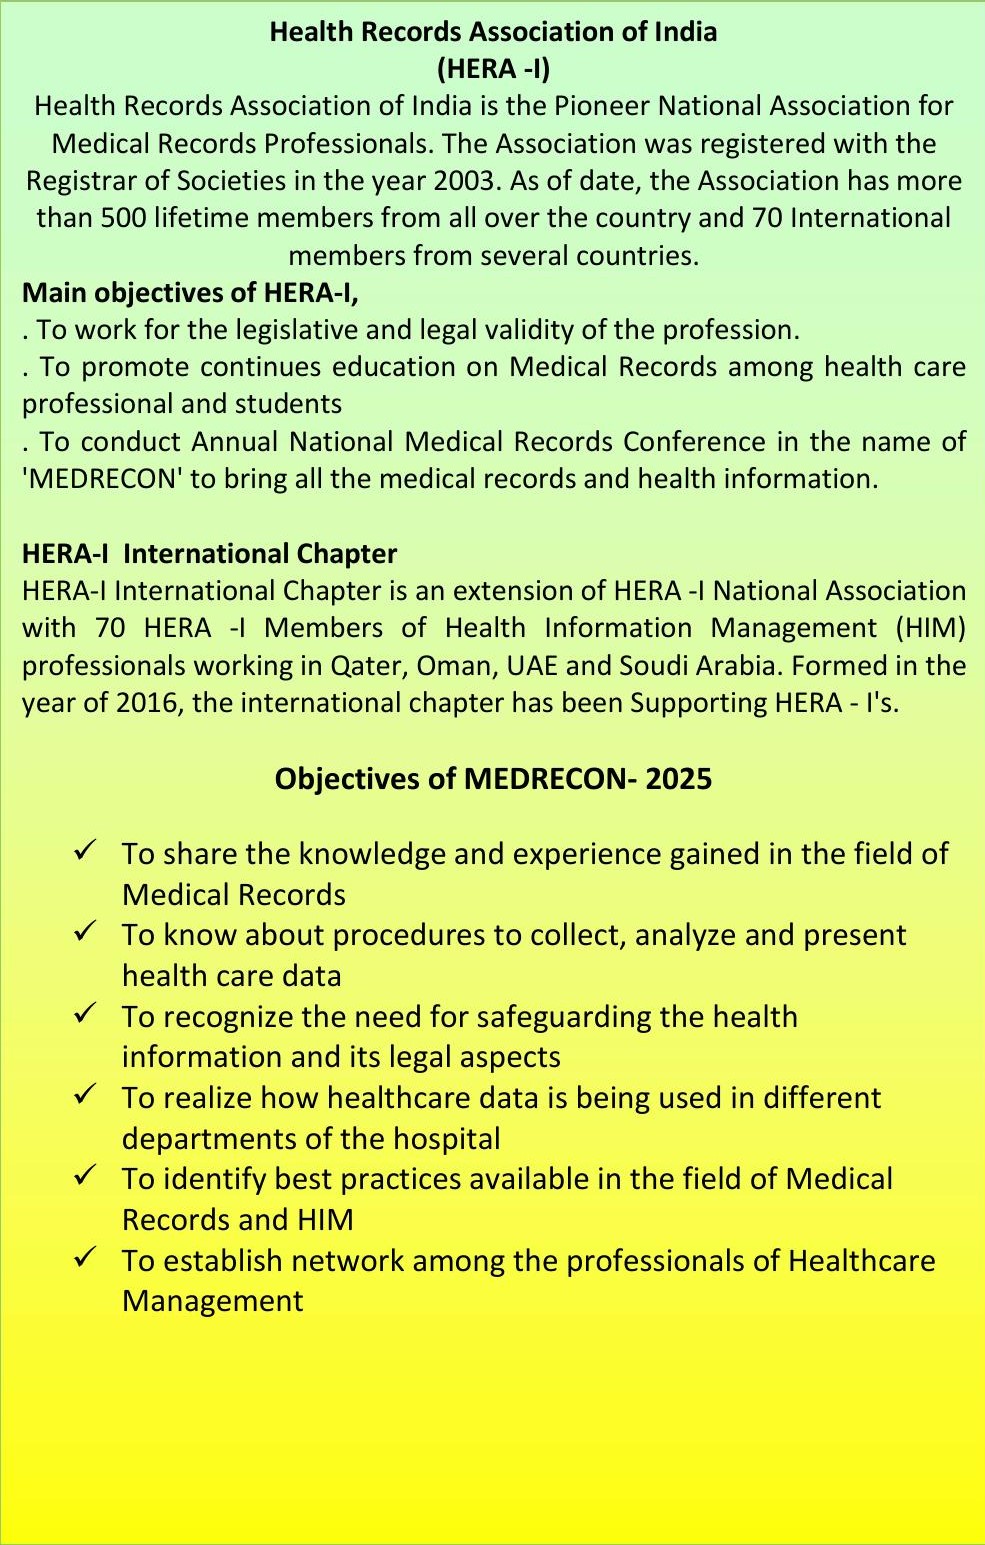 Health Records Association of India
(HERA -I)
Health Records Association of India is the Pioneer National Association for
Medical Records Professionals. The Association was registered with the
Registrar of Societies in the year 2003. As of date, the Association has more
than 500 lifetime members from all over the country and 70 International
members from several countries.
Main objectives of HERA-I,
. To work for the legislative and legal validity of the profession.
. To promote continues education on Medical Records among health care
professional and students
. To conduct Annual National Medical Records Conference in the name of
'MEDRECON' to bring all the medical records and health information.
HERA-I  International Chapter
HERA-I International Chapter is an extension of HERA -I National Association
with 70 HERA -I Members of Health Information Management (HIM)
professionals working in Qater, Oman, UAE and Soudi Arabia. Formed in the
year of 2016, the international chapter has been Supporting HERA - I's.
Objectives of MEDRECON- 2025
✓ To share the knowledge and experience gained in the field of
Medical Records
✓ To know about procedures to collect, analyze and present
health care data
✓ To recognize the need for safeguarding the health
information and its legal aspects
✓ To realize how healthcare data is being used in different
departments of the hospital
✓ To identify best practices available in the field of Medical
Records and HIM
✓ To establish network among the professionals of Healthcare
Management